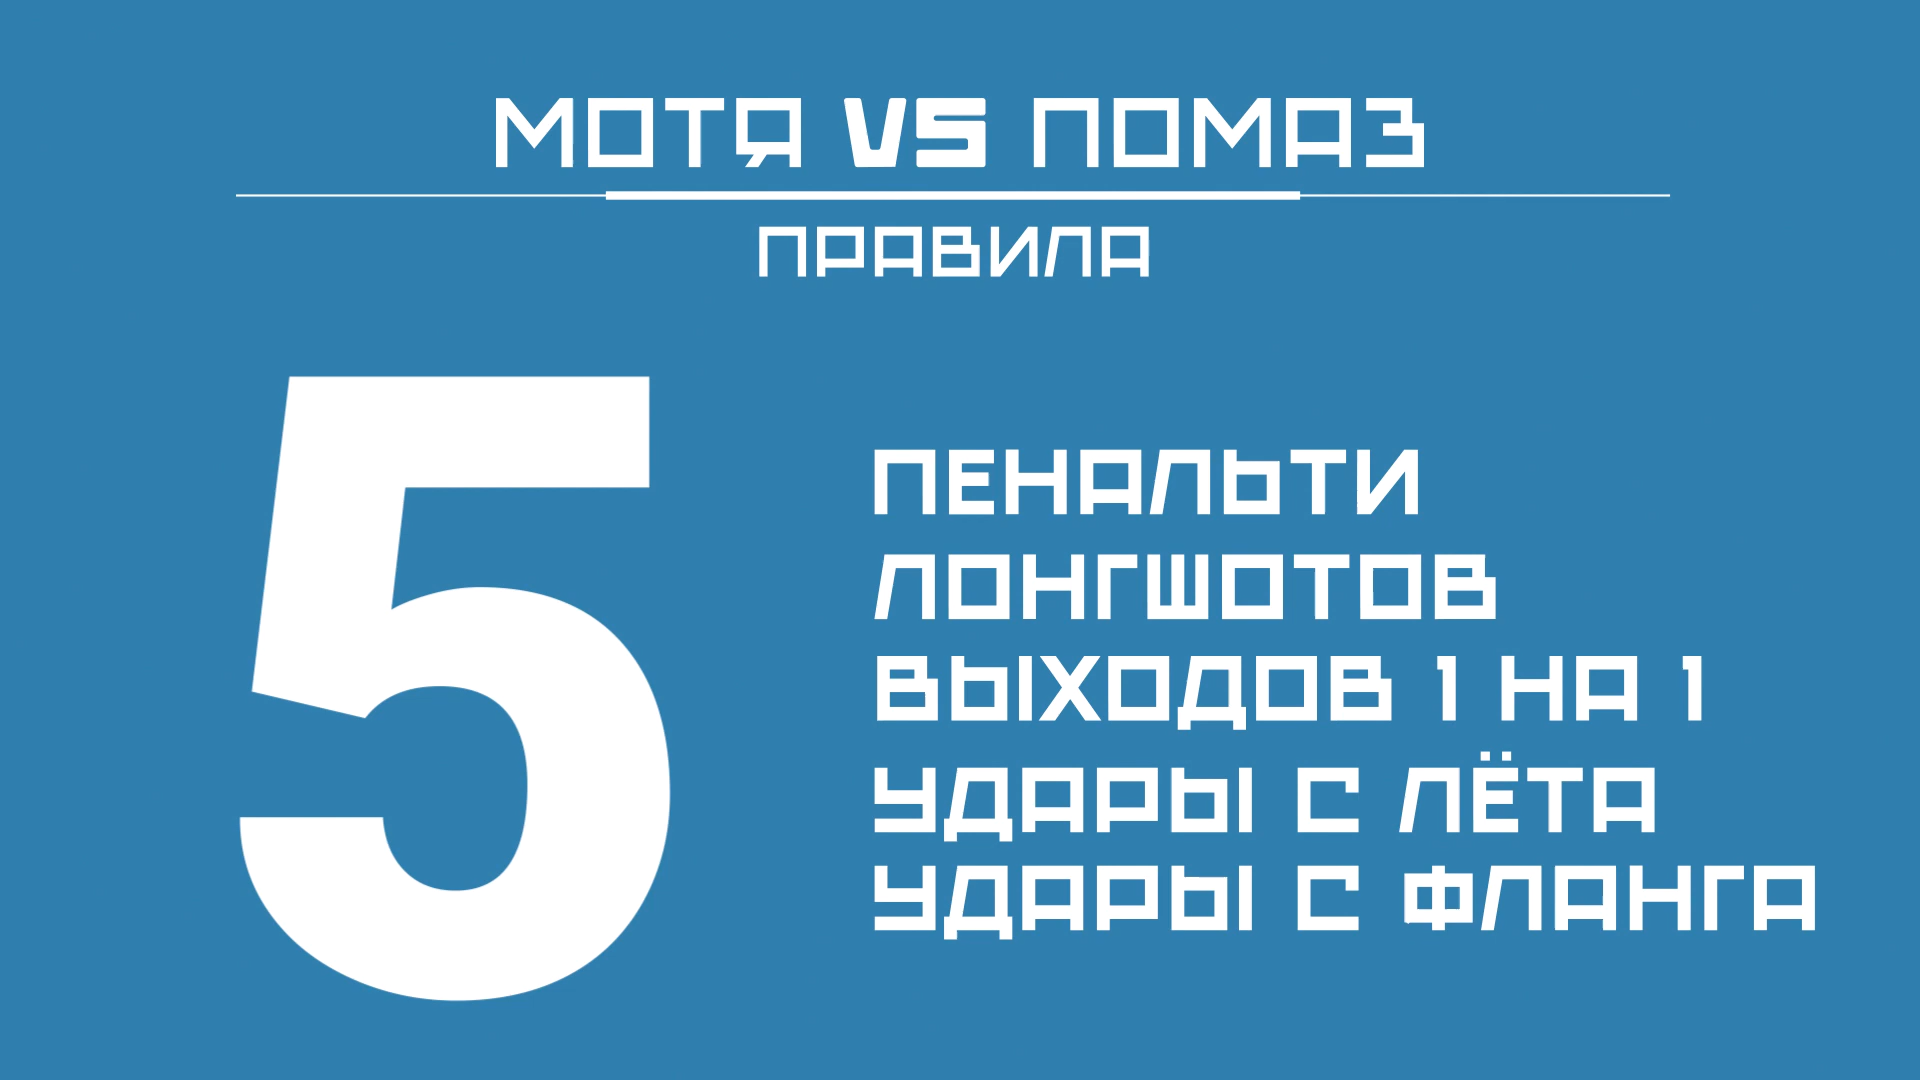 МОТЯ VS ПОМАЗ
ПРАВИЛА
5
ПЕНАЛЬТИ
ЛОНГШОТОВ
ВЫХОДОВ 1 НА 1
УДАРЫ С ЛЁТА
УДАРЫ С ФЛАНГА